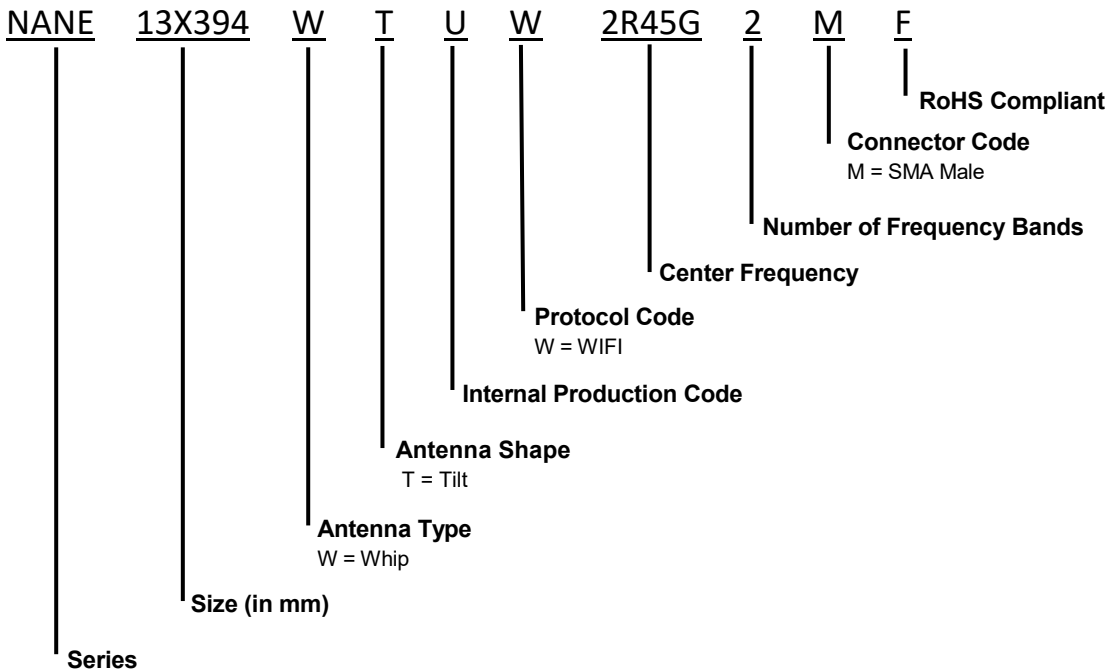 NANE 13X394 W T U W 2R45G 2 M F
RoHS Compliant
Connector Code
M = SMA Male
Number of Frequency Bands
Center Frequency
Protocol Code
W = WIFI
Internal Production Code
Antenna Shape
T = Tilt
Antenna Type
W = Whip
Size (in mm)
Series